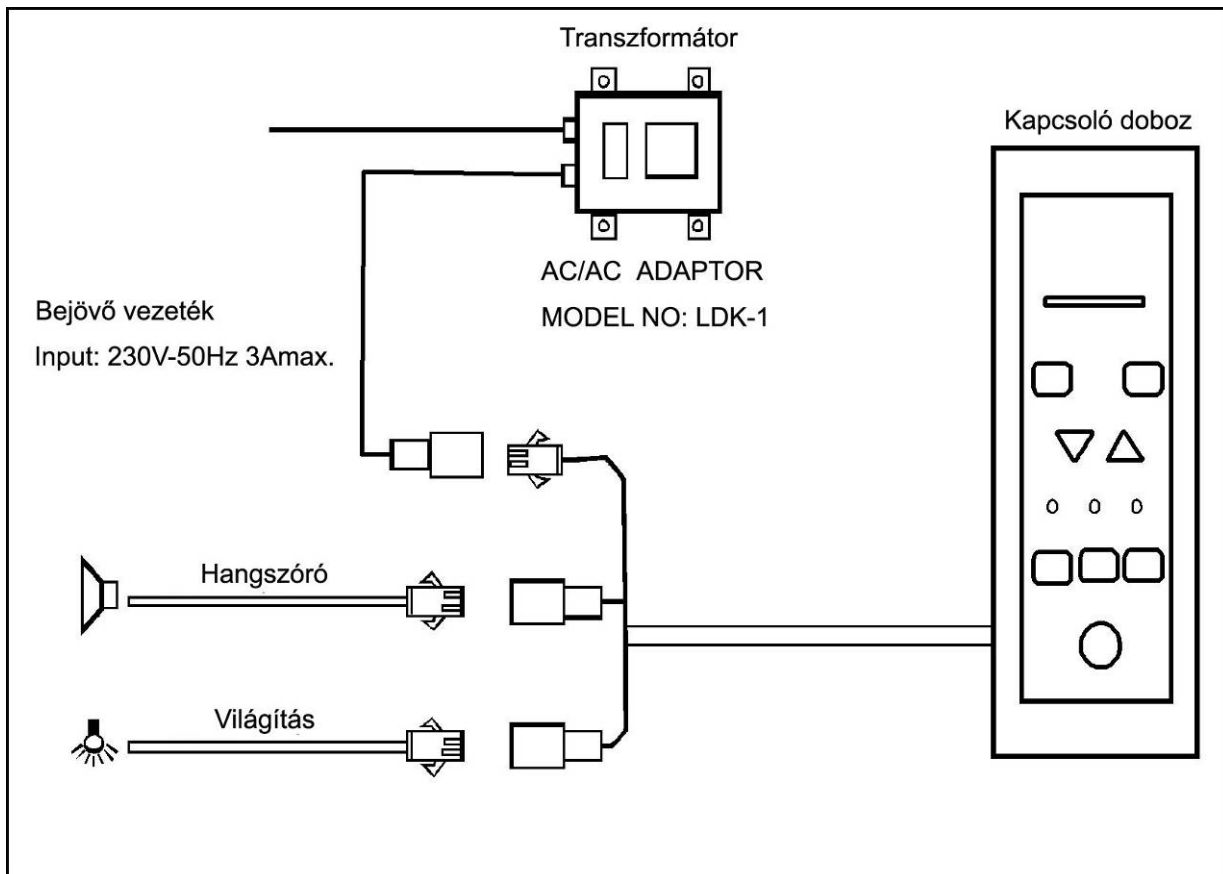 Transzformátor
Kapcsoló doboz
AC/AC ADAPTOR
MODEL NO: LDK-1
Bejövő vezeték
Input: 230V-50Hz 3Amax.
Hangszóró
Világítás